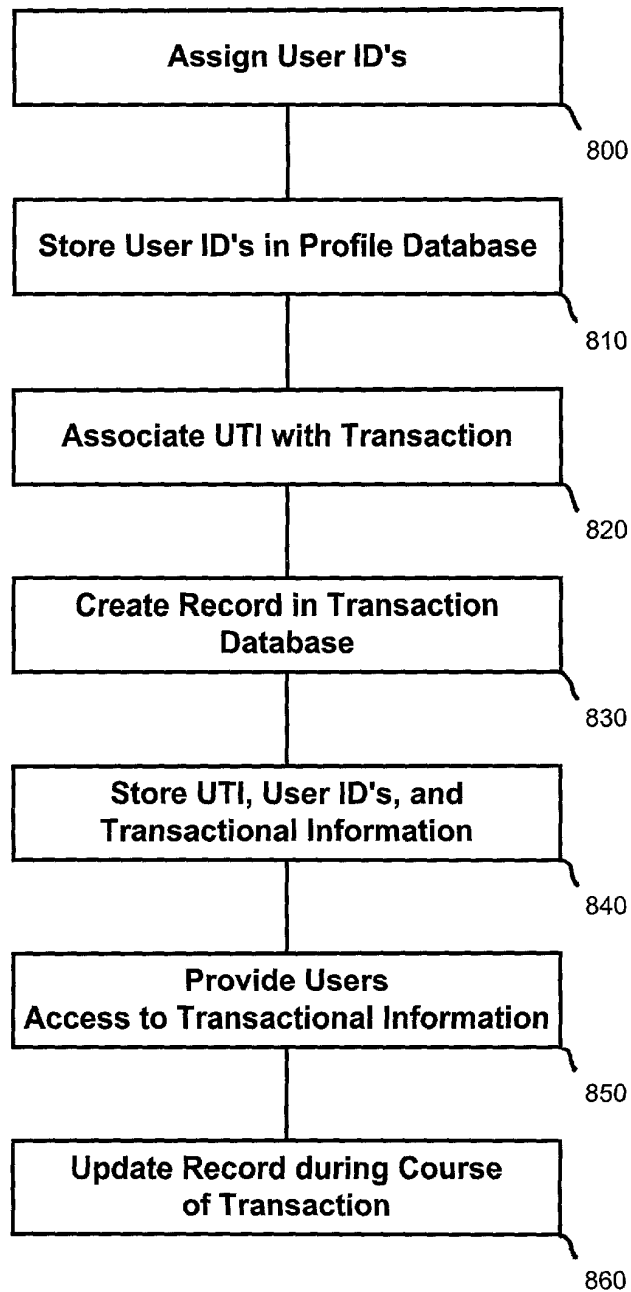 Assign User ID's
800
Store User ID's in Profile Database
810
Associate UTI with Transaction
820
Create Record in Transaction
Database
830
Store UTI, User ID's, and
Transactional Information
840
Provide Users
Access to Transactional Information
850
Update Record during Course
of Transaction
860